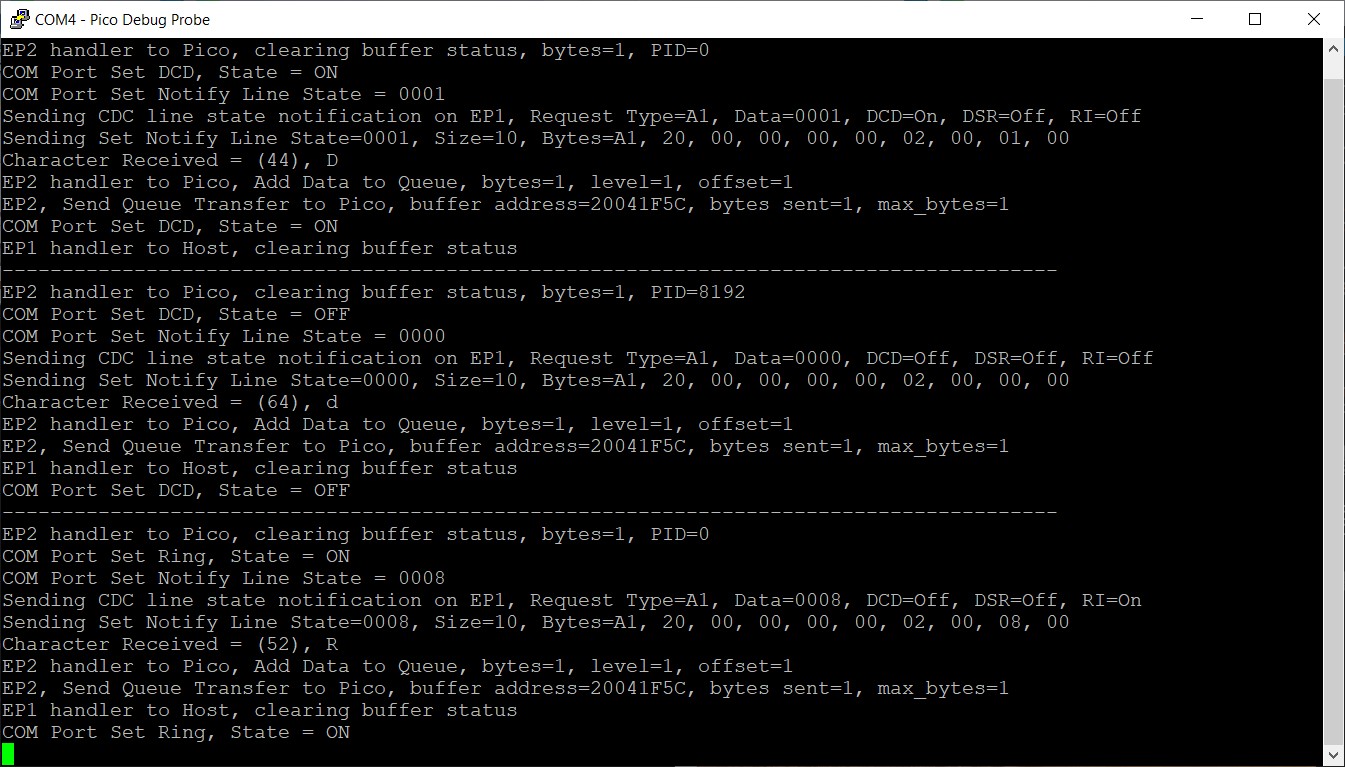 COM4 - Pico Debug Probe
EP2 handler to Pico, clearing buffer status, bytes=1, PID=0
COM Port Set DCD, State = ON
COM Port Set Notify Line State = 0001
Sending CDC line state notification on EP1, Request Type=A1, Data=0001, DCD=On, DSR=Off, RI=Off
Sending Set Notify Line State=0001, Size=10, Bytes=A1, 20, 00, 00, 00, 00, 02, 00, 01, 00
Character Received = (44), D
EP2 handler to Pico, Add Data to Queue, bytes=1, level=1, offset=1
EP2, Send Queue Transfer to Pico, buffer address=20041F5C, bytes sent=1, max_bytes=1
COM Port Set DCD, State = ON
EP1 handler to Host, clearing buffer status
----------------------------------------------------------------------------------------
EP2 handler to Pico, clearing buffer status, bytes=1, PID=8192
COM Port Set DCD, State = OFF
COM Port Set Notify Line State = 0000
Sending CDC line state notification on EP1, Request Type=A1, Data=0000, DCD=Off, DSR=Off, RI=Off
Sending Set Notify Line State=0000, Size=10, Bytes=A1, 20, 00, 00, 00, 00, 02, 00, 00, 00
Character Received = (64), d
EP2 handler to Pico, Add Data to Queue, bytes=1, level=1, offset=1
EP2, Send Queue Transfer to Pico, buffer address=20041F5C, bytes sent=1, max_bytes=1
EP1 handler to Host, clearing buffer status
COM Port Set DCD, State = OFF
----------------------------------------------------------------------------------------
EP2 handler to Pico, clearing buffer status, bytes=1, PID=0
COM Port Set Ring, State = ON
COM Port Set Notify Line State = 0008
Sending CDC line state notification on EP1, Request Type=A1, Data=0008, DCD=Off, DSR=Off, RI=On
Sending Set Notify Line State=0008, Size=10, Bytes=A1, 20, 00, 00, 00, 00, 02, 00, 08, 00
Character Received = (52), R
EP2 handler to Pico, Add Data to Queue, bytes=1, level=1, offset=1
EP2, Send Queue Transfer to Pico, buffer address=20041F5C, bytes sent=1, max_bytes=1
EP1 handler to Host, clearing buffer status
COM Port Set Ring, State = ON